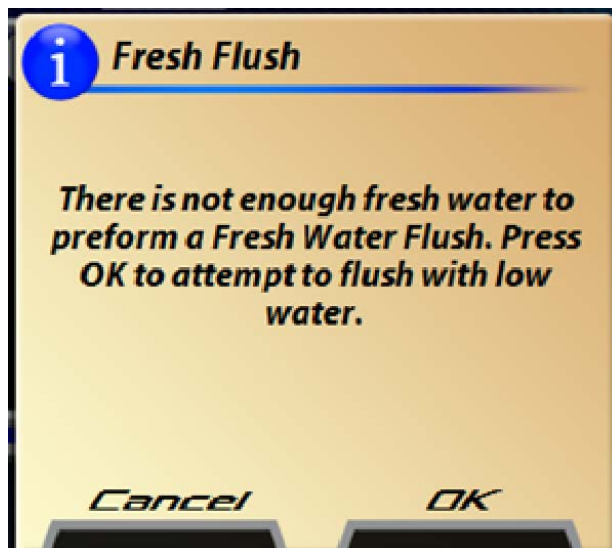 i
Fresh Flush
There is not enough fresh water to
preform a Fresh Water Flush. Press
OK to attempt to flush with low
water.
Cancel OK